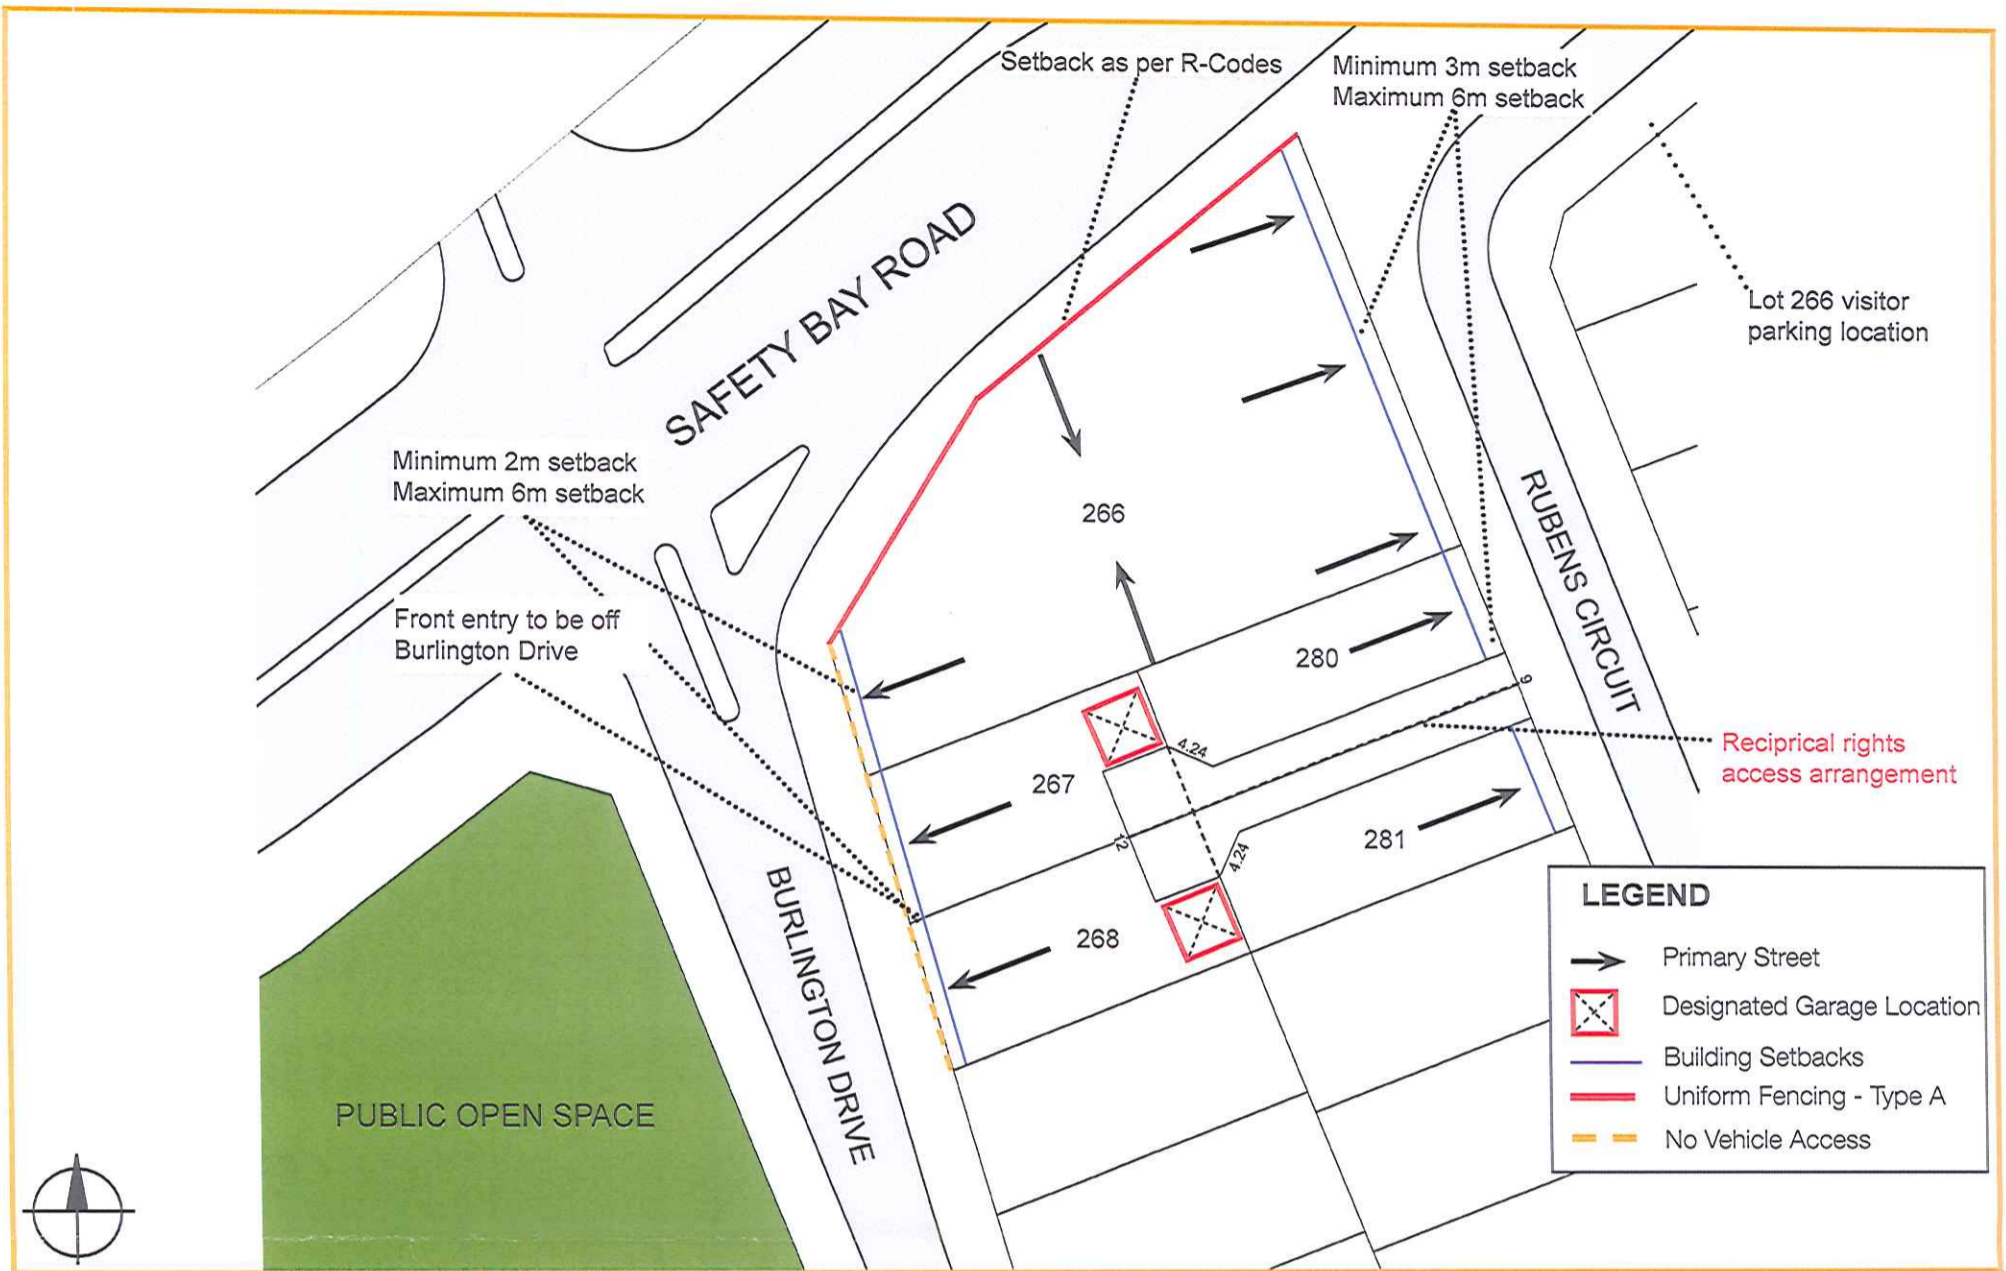 Setback as per R-Codes
Minimum 3m setback
Maximum 6m setback
SAFETY BAY ROAD
Lot 266 visitor
parking location
Minimum 2m setback
Maximum 6m setback
266
RUBENS CIRCUIT
Front entry to be off
Burlington Drive
280
6
4.24
Reciprical rights
access arrangement
267
12
4.24
281
268
BURLINGTON DRIVE
PUBLIC OPEN SPACE
LEGEND
Primary Street
Designated Garage Location
Building Setbacks
Uniform Fencing - Type A
No Vehicle Access